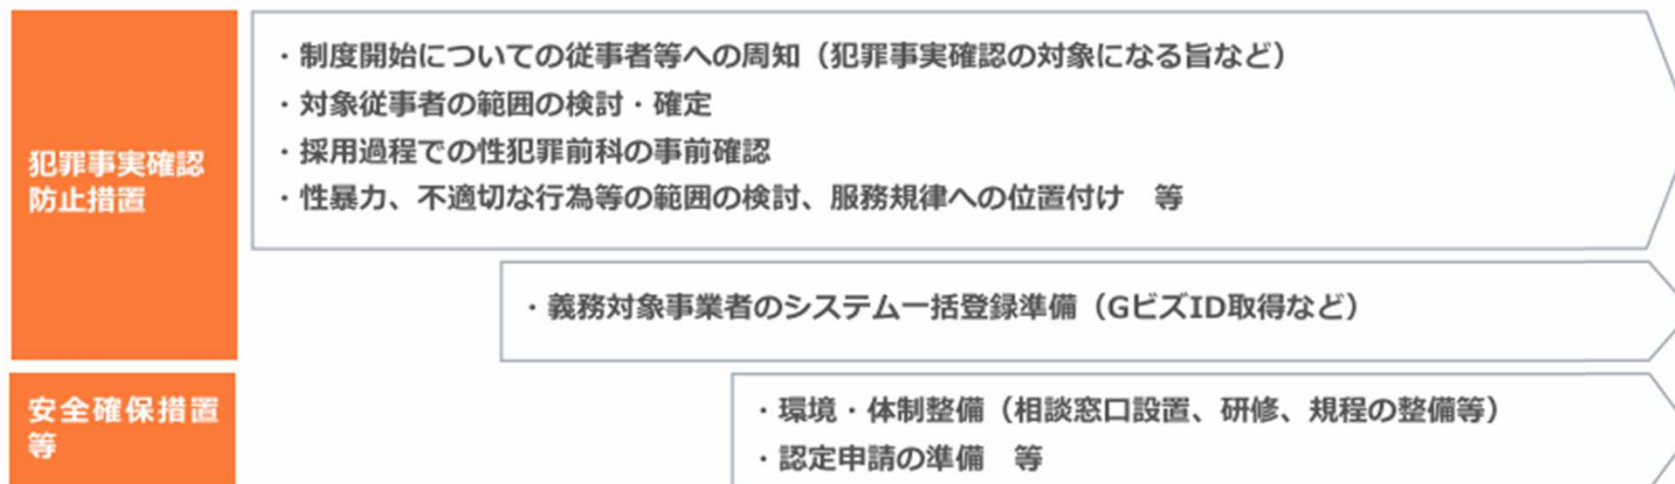 犯罪事実確認
防止措置
・制度開始についての従事者等への周知（犯罪事実確認の対象になる旨など）
・対象従事者の範囲の検討・確定
・採用過程での性犯罪前科の事前確認
・性暴力、不適切な行為等の範囲の検討、服務規律への位置付け　等
・義務対象事業者のシステム一括登録準備（GビズID取得など）
安全確保措置
等
・環境・体制整備（相談窓口設置、研修、規程の整備等）
・認定申請の準備　等